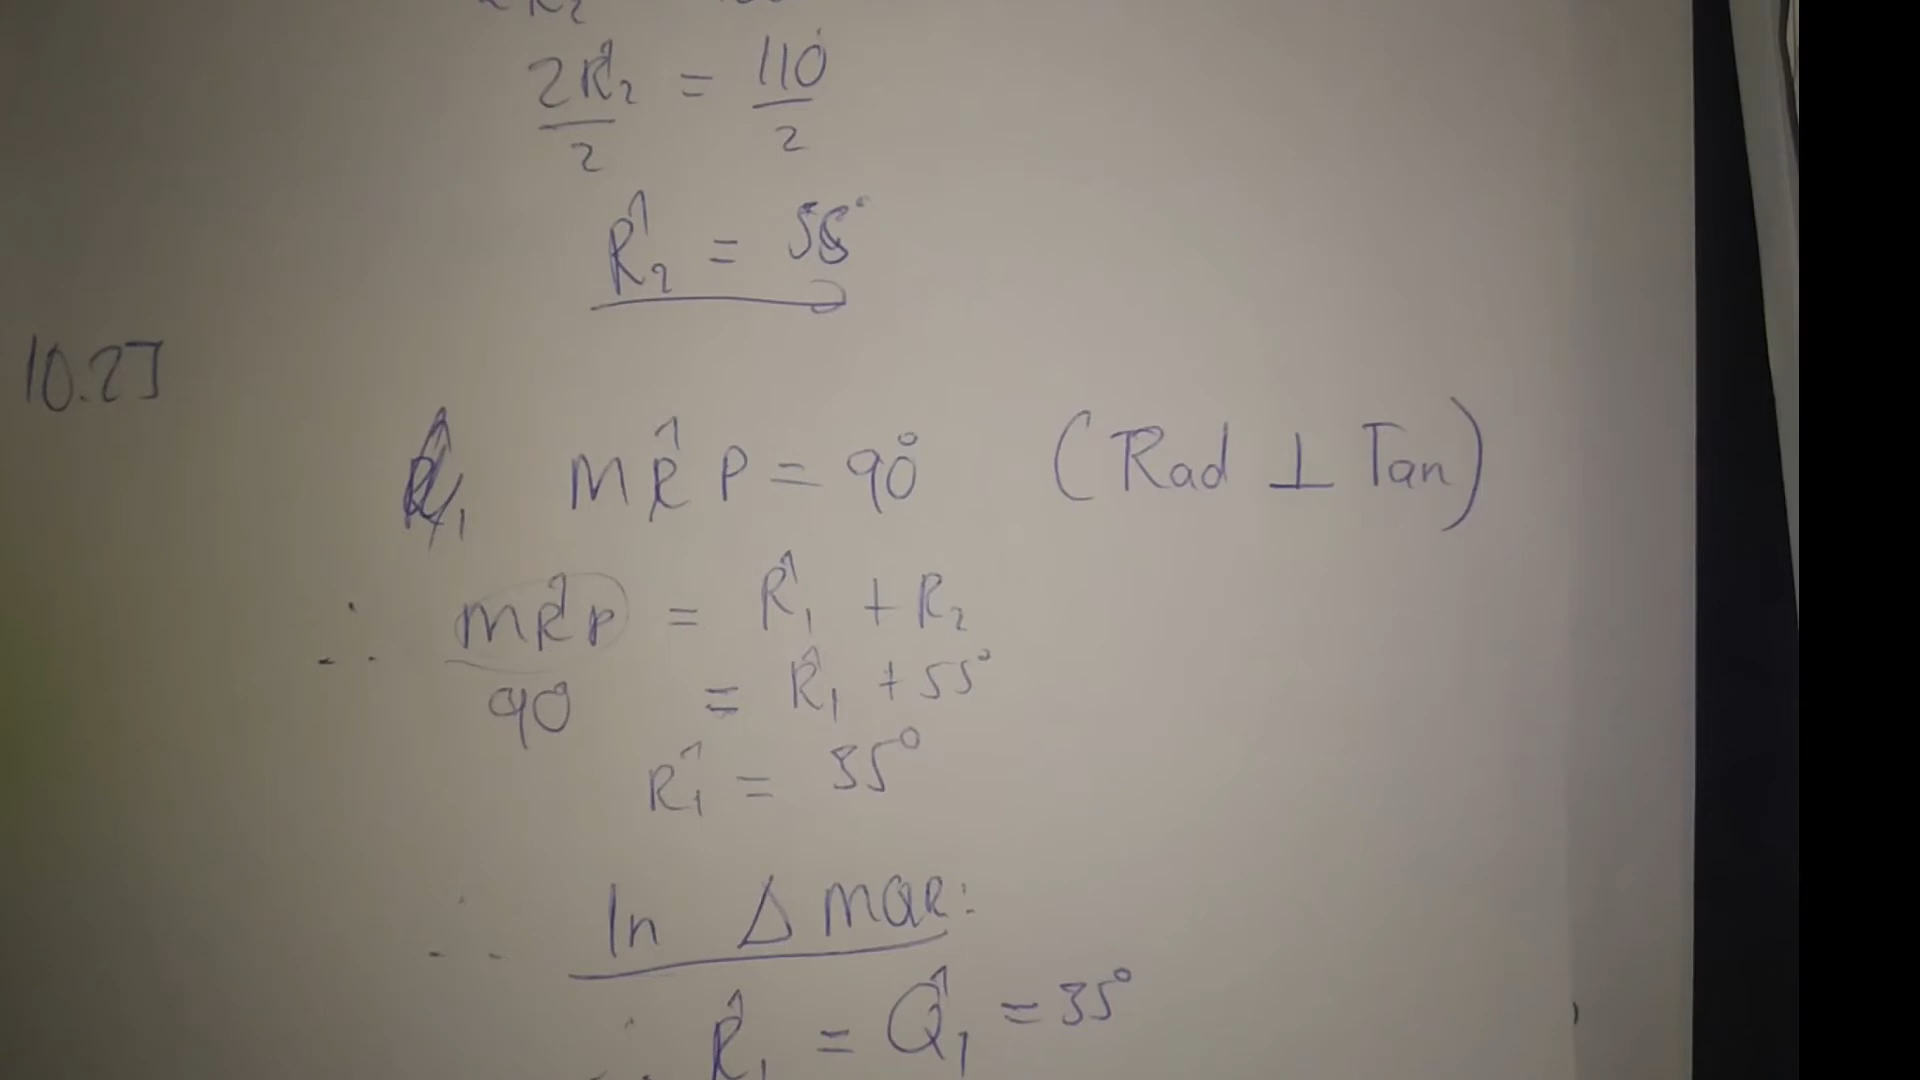 2R̂₂ = 110°
2 2
R̂₂ = 55°
10.2]
MR̂P = 90° (Rad ⊥ Tan)
∴ MR̂P = R̂₁ + R₂
90 = R̂₁ + 55°
R̂₁ = 35°
∴ In Δ MQR:
∴ R̂₁ = Q̂₁ = 35°